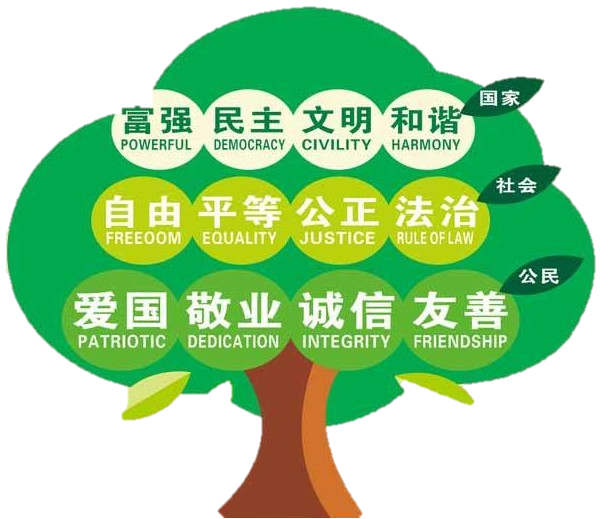 富强 民主 文明 和谐 国家
POWERFUL DEMOCRACY CIVILITY HARMONY
自由 平等 公正 法治 社会
FREEOOM EQUALITY JUSTICE RULE OF LAW
爱国 敬业 诚信 友善 公民
PATRIOTIC DEDICATION INTEGRITY FRIENDSHIP